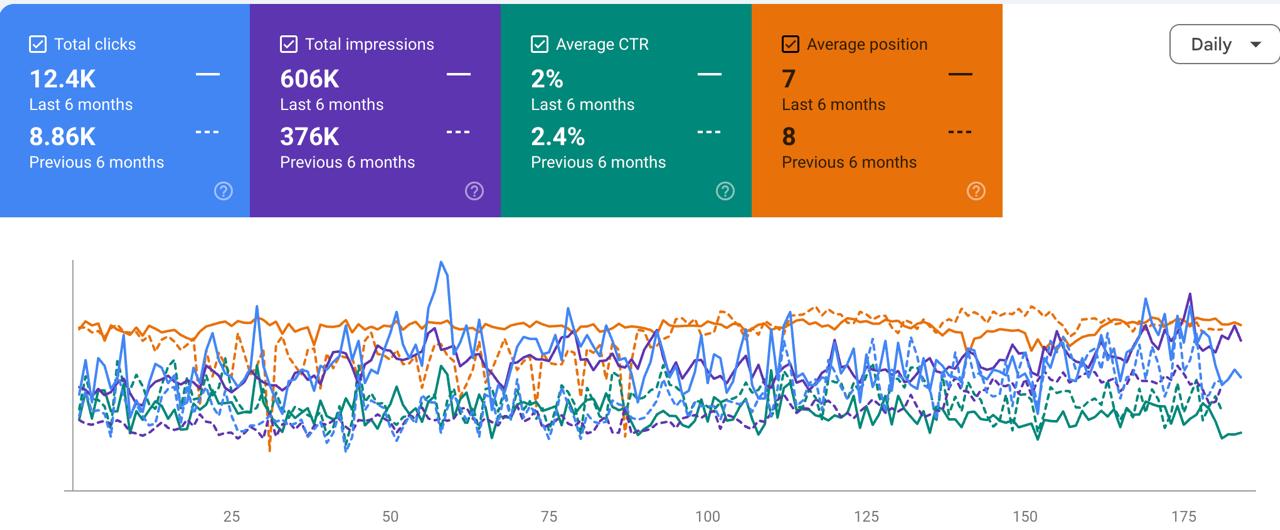 Total clicks
12.4K
Last 6 months
8.86K
Previous 6 months
Total impressions
606K
Last 6 months
376K
Previous 6 months
Average CTR
2%
Last 6 months
2.4%
Previous 6 months
Average position
7
Last 6 months
8
Previous 6 months
Daily
25 50 75 100 125 150 175